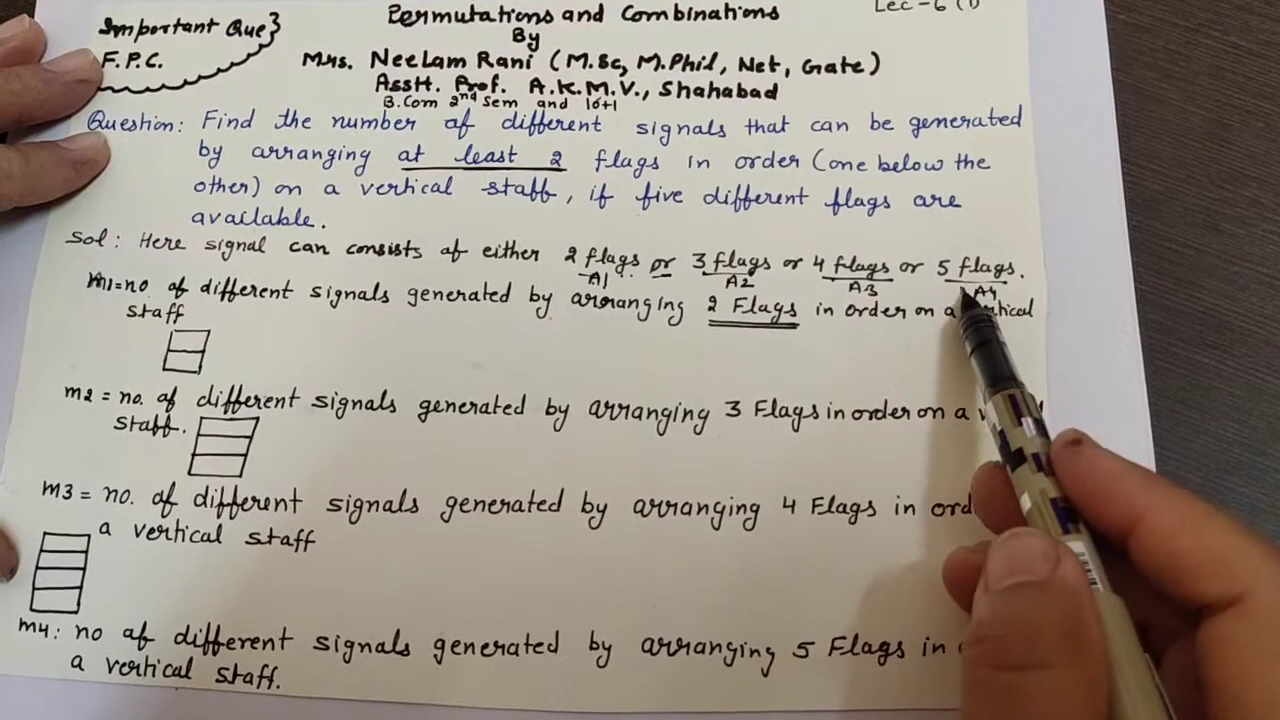 Lec-6 (1)
Permutations and Combinations
Important Que
F.P.C.
By
Mrs. Neelam Rani (M.Sc, M.Phil, Net, Gate)
Asstt. Prof. A.K.M.V., Shahabad
B.Com 2nd Sem and 10+1
Question: Find the number of different signals that can be generated
by arranging at least 2 flags in order (one below the
other) on a vertical staff, if five different flags are
available.
Sol: Here signal can consists of either 2 flags or 3 flags or 4 flags or 5 flags.
A1 A2 A3 A4
m1=no of different signals generated by arranging 2 Flags in order on a vertical
staff
m2 = no. of different signals generated by arranging 3 Flags in order on a
staff.
m3 = no. of different signals generated by arranging 4 Flags in
a vertical staff
m4: no of different signals generated by arranging 5 Flags in
a vertical staff.